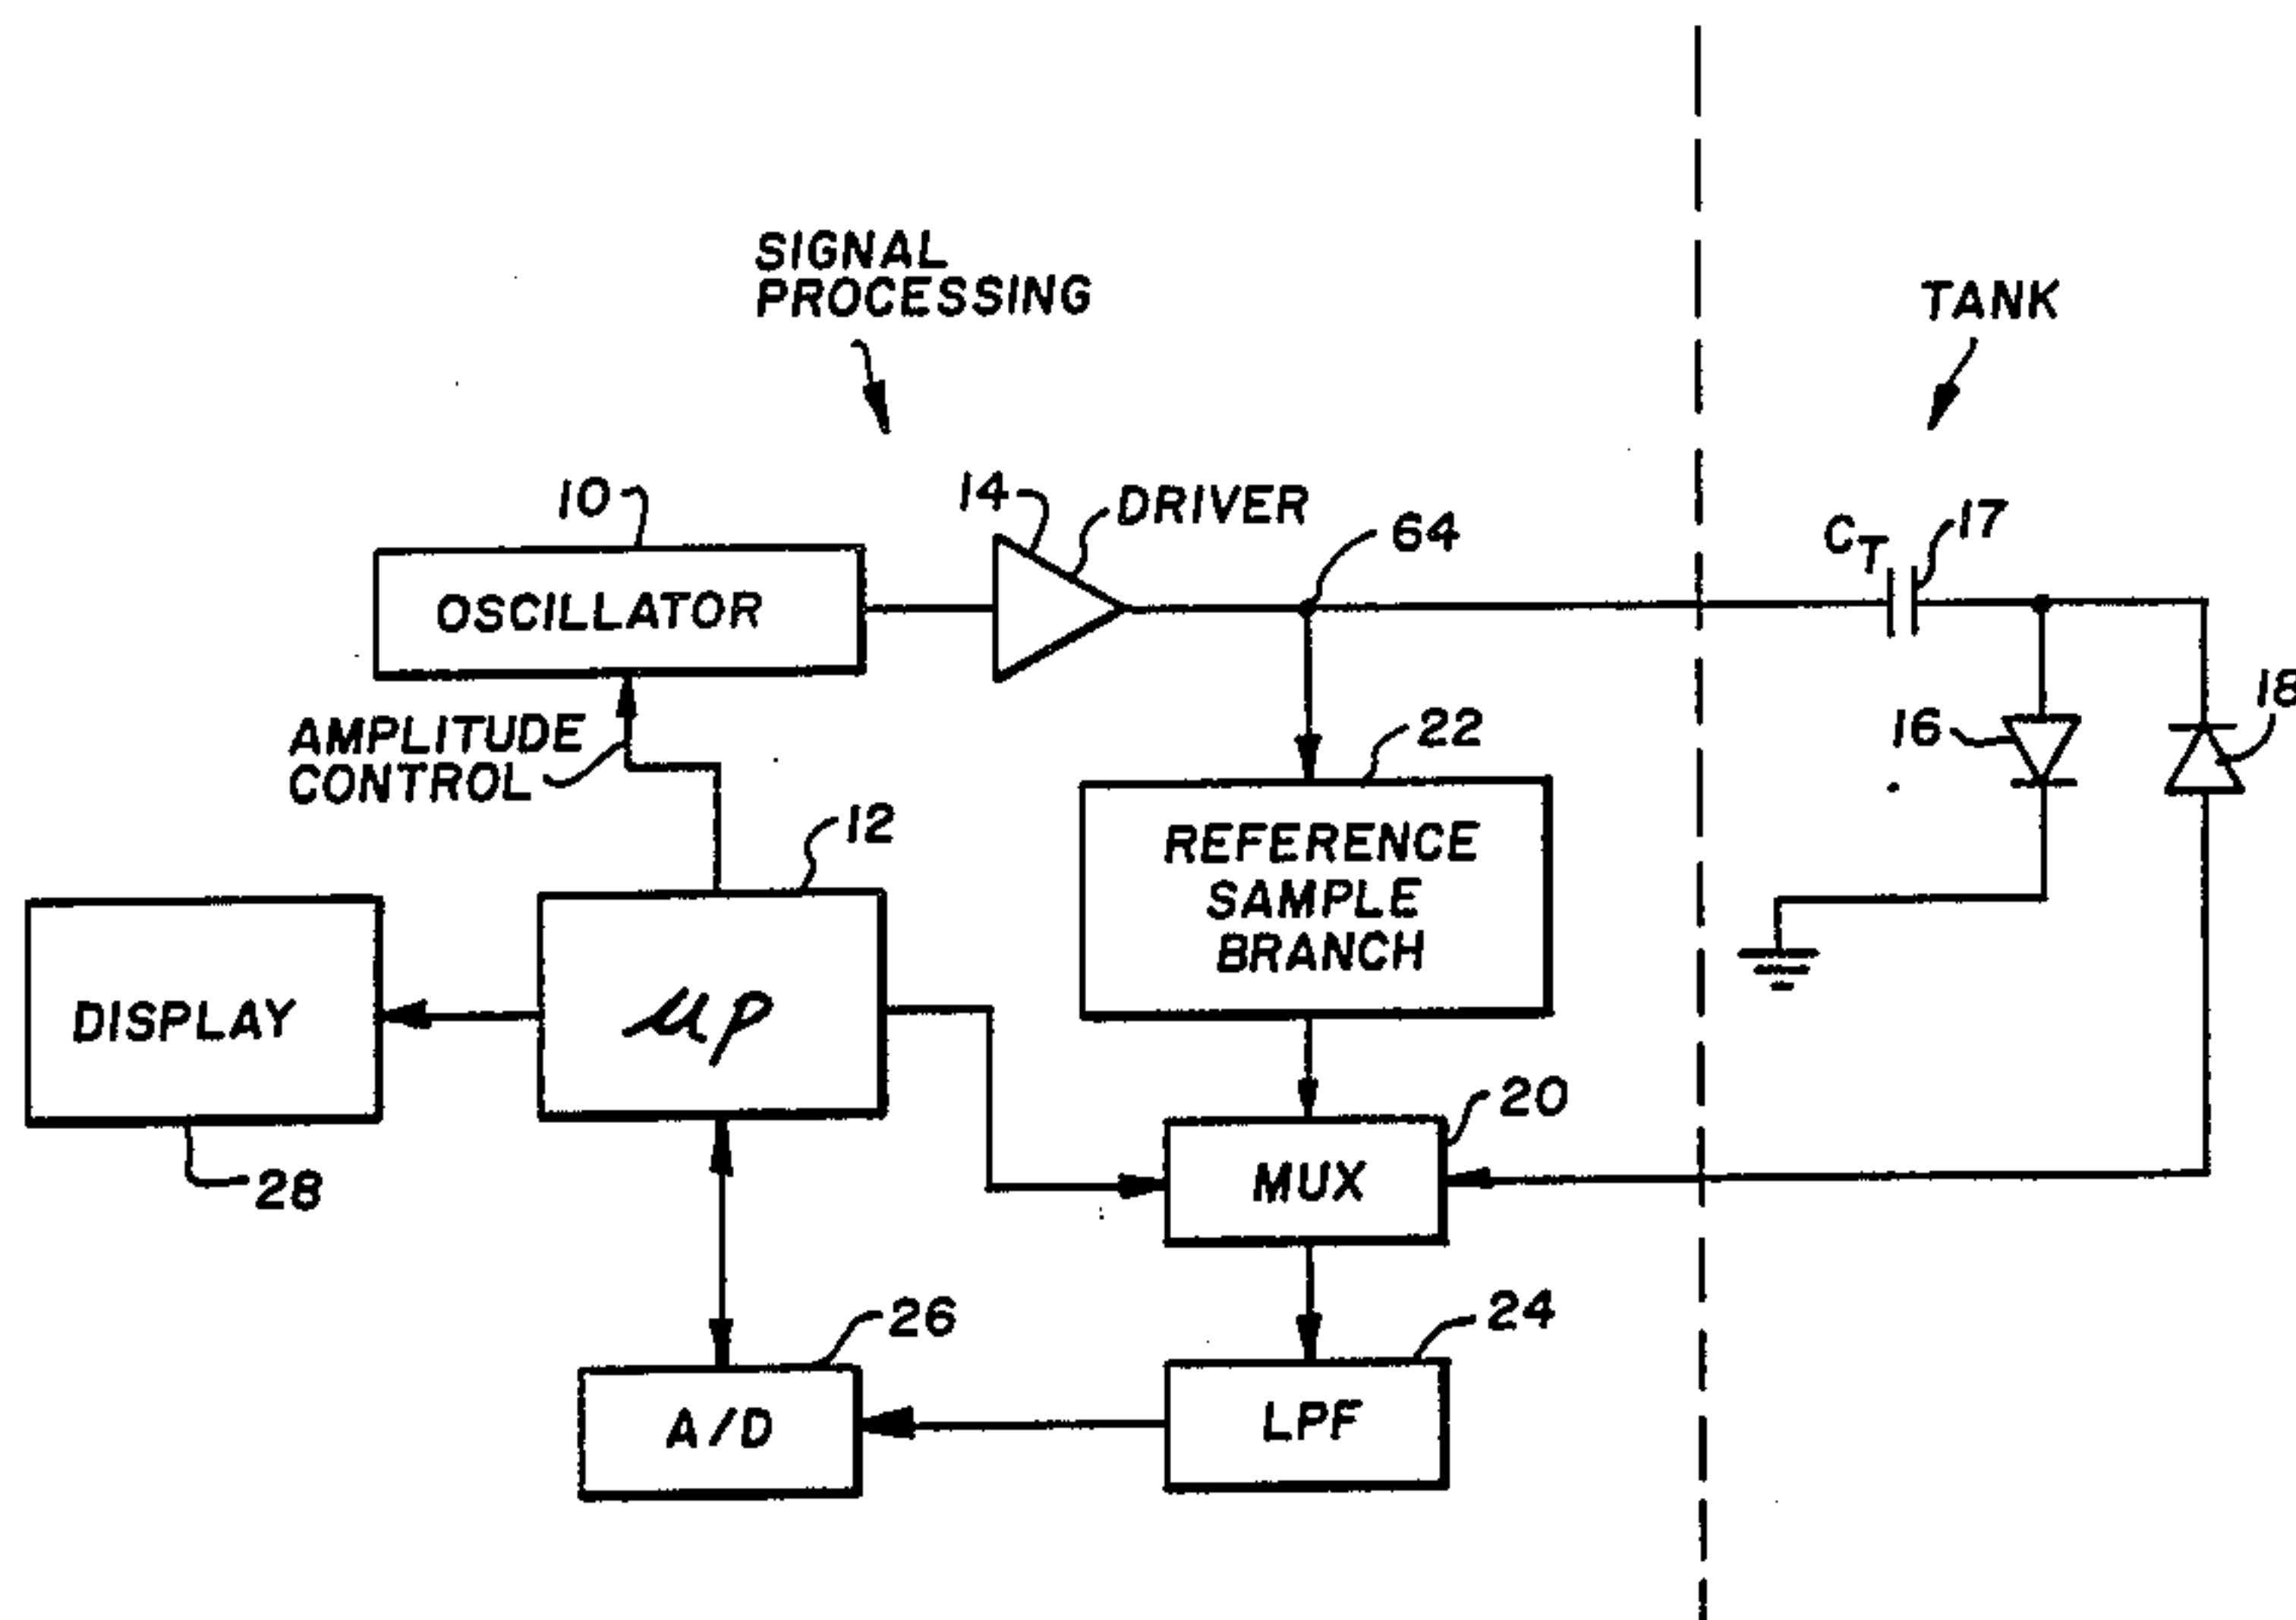 SIGNAL
PROCESSING
TANK
10
14
DRIVER
64
C_T
17
OSCILLATOR
AMPLITUDE
CONTROL
22
16
18
12
REFERENCE
SAMPLE
BRANCH
DISPLAY
μp
28
20
MUX
26
24
A/D
LPF